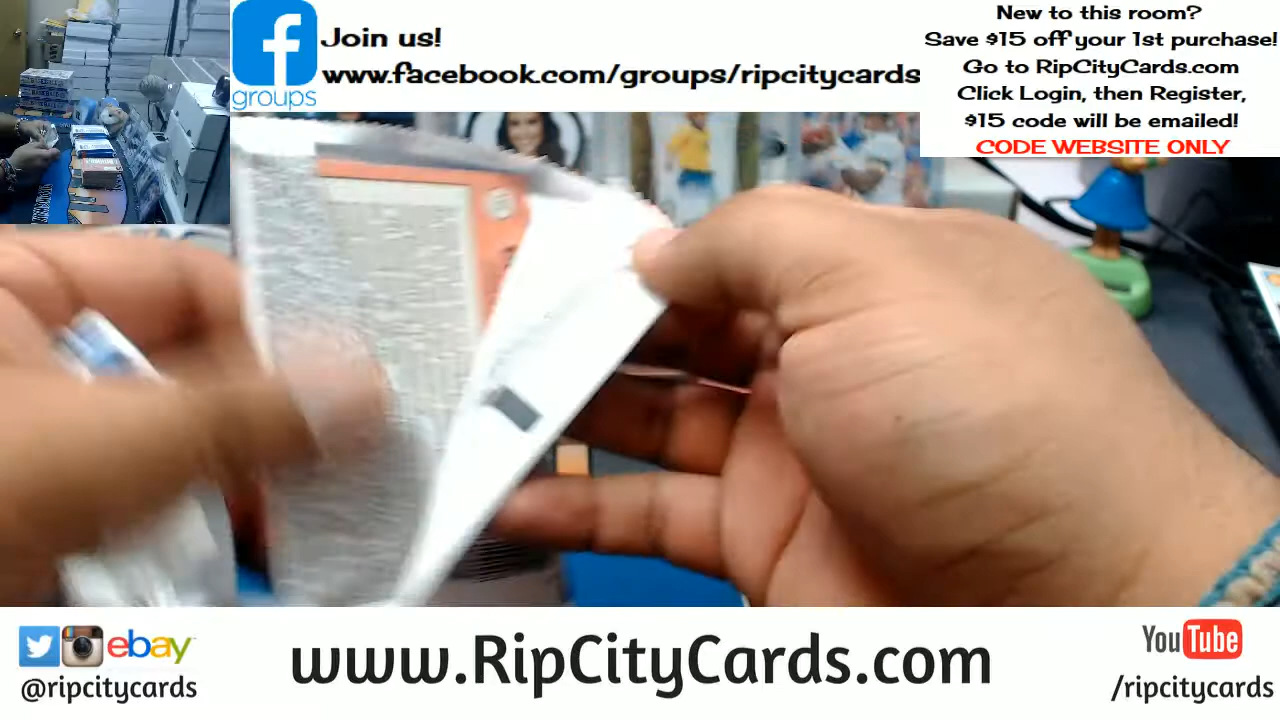 Join us!
www.facebook.com/groups/ripcitycards
groups
New to this room?
Save $15 off your 1st purchase!
Go to RipCityCards.com
Click Login, then Register,
$15 code will be emailed!
CODE WEBSITE ONLY
ebay
@ripcitycards
www.RipCityCards.com
YouTube
/ripcitycards